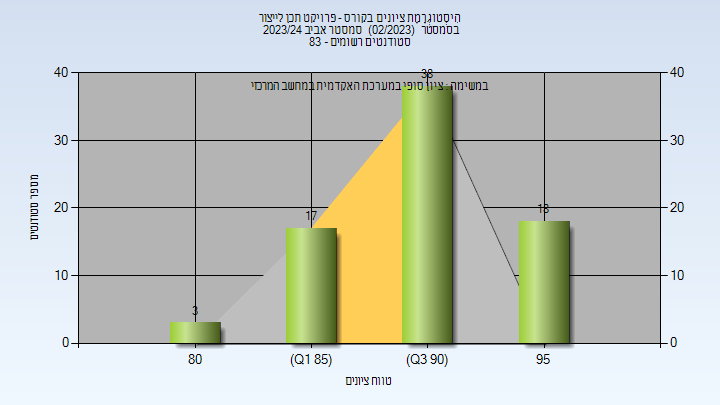 היסטוגרמת ציונים בקורס - פרויקט תכן לייצור
בסמסטר (02/2023) סמסטר אביב 2023/24
סטודנטים רשומים - 83
במשימה: ציון סופי במערכת האקדמית במחשב המרכזי
40
30
20
10
0
40
30
20
10
0
מספר סטודנטים
3
17
38
18
80
(Q1 85)
(Q3 90)
95
טווח ציונים